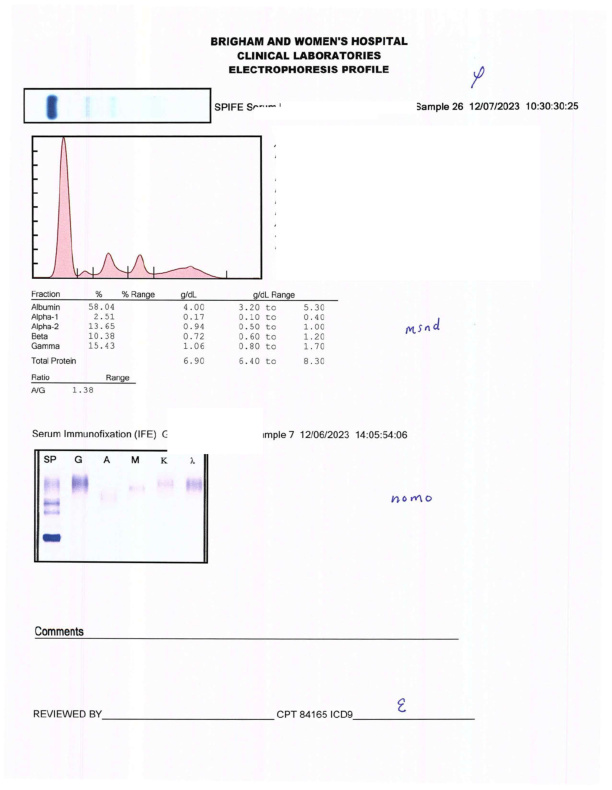 BRIGHAM AND WOMEN'S HOSPITAL
CLINICAL LABORATORIES
ELECTROPHORESIS PROFILE
φ
SPIFE Serum Sample 26 12/07/2023 10:30:30:25
Fraction % % Range g/dL g/dL Range
Albumin 58.04 4.00 3.20 to 5.30
Alpha-1 2.51 0.17 0.10 to 0.40
Alpha-2 13.65 0.94 0.50 to 1.00
Beta 10.38 0.72 0.60 to 1.20
Gamma 15.43 1.06 0.80 to 1.70
msnd
Total Protein 6.90 6.40 to 8.30
Ratio Range
A/G 1.38
Serum Immunofixation (IFE) mple 7 12/06/2023 14:05:54:06
SP G A M K λ
nomo
Comments
REVIEWED BY CPT 84165 ICD9 ε